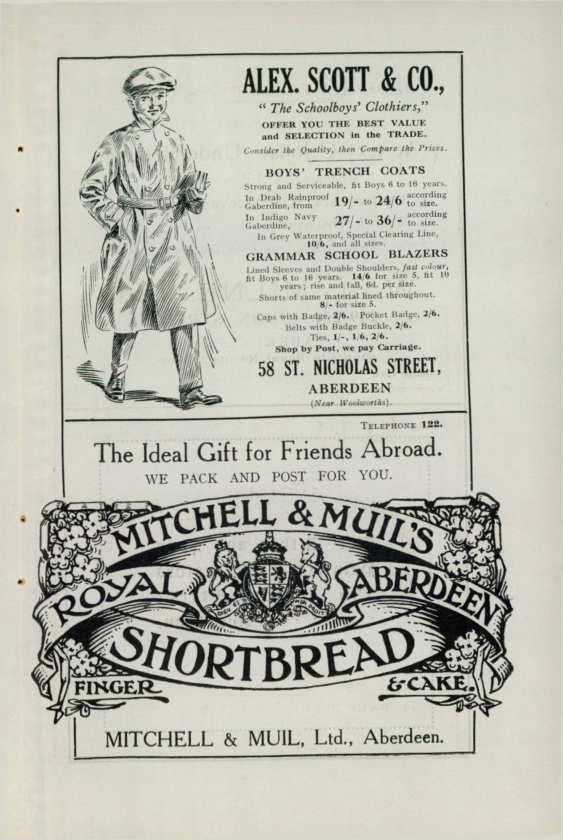 ALEX. SCOTT & CO.,
“ The Schoolboys’ Clothiers,”
OFFER YOU THE BEST VALUE
and SELECTION in the TRADE.
Consider the Quality, then Compare the Prices.
BOYS’ TRENCH COATS
Strong and Serviceable, fit Boys 6 to 16 years.
In Drab Rainproof Gaberdine, from 19/- to 24/6 according to size.
In Indigo Navy Gaberdine, 27/- to 36/- according to size.
In Grey Waterproof, Special Clearing Line,
10/6, and all sizes.
GRAMMAR SCHOOL BLAZERS
Lined Sleeves and Double Shoulders, fast colour,
fit Boys 6 to 16 years. 14/6 for size 5, fit 10
years; rise and fall, 6d. per size.
Shorts of same material lined throughout.
8/- for size 5.
Caps with Badge, 2/6. Pocket Badge, 2/6.
Belts with Badge Buckle, 2/6.
Ties, 1/-, 1/6, 2/6.
Shop by Post, we pay Carriage.
58 ST. NICHOLAS STREET,
ABERDEEN
(Near Woolworths).
TELEPHONE 122.
The Ideal Gift for Friends Abroad.
WE PACK AND POST FOR YOU.
MITCHELL & MUIL'S
ROYAL ABERDEEN
SHORTBREAD
FINGER & CAKE.
MITCHELL & MUIL, Ltd., Aberdeen.